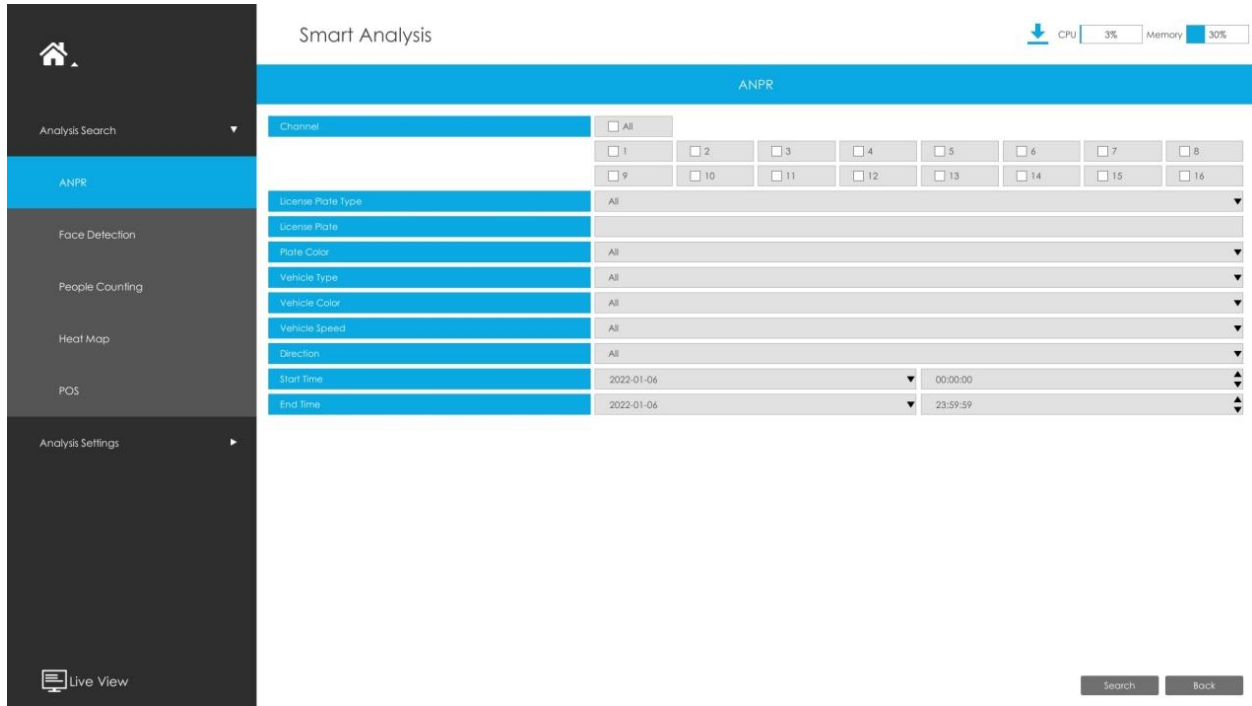 Smart Analysis
CPU 3% Memory 30%
ANPR
Analysis Search
ANPR
Face Detection
People Counting
Heat Map
POS
Analysis Settings
Live View
Channel All
1 2 3 4 5 6 7 8
9 10 11 12 13 14 15 16
License Plate Type All
License Plate
Plate Color All
Vehicle Type All
Vehicle Color All
Vehicle Speed All
Direction All
Start Time 2022-01-06 00:00:00
End Time 2022-01-06 23:59:59
Search Back